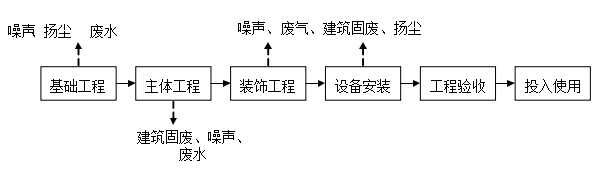 噪声 扬尘 废水
噪声、废气、建筑固废、扬尘
基础工程 主体工程 装饰工程 设备安装 工程验收 投入使用
建筑固废、噪声、
废水